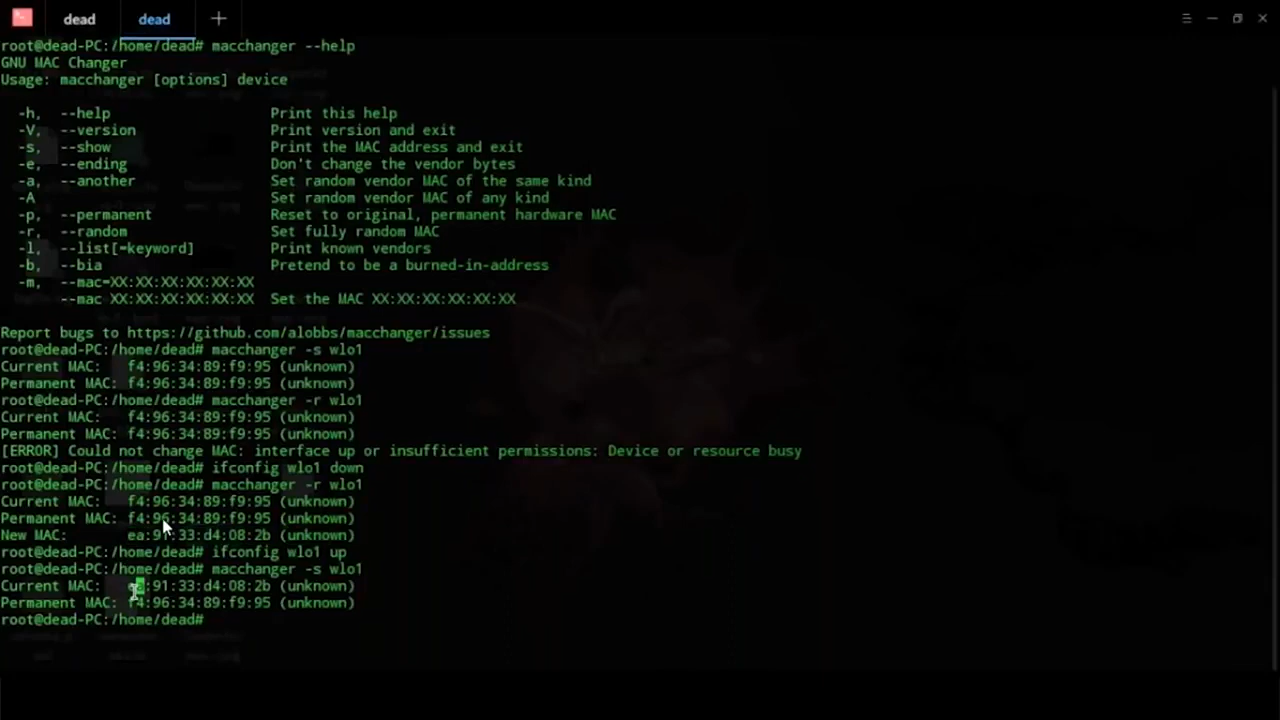 dead
dead
root@dead-PC:/home/dead# macchanger --help
GNU MAC Changer
Usage: macchanger [options] device
-h, --help Print this help
-V, --version Print version and exit
-s, --show Print the MAC address and exit
-e, --ending Don't change the vendor bytes
-a, --another Set random vendor MAC of the same kind
-A Set random vendor MAC of any kind
-p, --permanent Reset to original, permanent hardware MAC
-r, --random Set fully random MAC
-l, --list[=keyword] Print known vendors
-b, --bia Pretend to be a burned-in-address
-m, --mac=XX:XX:XX:XX:XX:XX
--mac XX:XX:XX:XX:XX:XX Set the MAC XX:XX:XX:XX:XX:XX
Report bugs to https://github.com/alobbs/macchanger/issues
root@dead-PC:/home/dead# macchanger -s wlo1
Current MAC: f4:96:34:89:f9:95 (unknown)
Permanent MAC: f4:96:34:89:f9:95 (unknown)
root@dead-PC:/home/dead# macchanger -r wlo1
Current MAC: f4:96:34:89:f9:95 (unknown)
Permanent MAC: f4:96:34:89:f9:95 (unknown)
[ERROR] Could not change MAC: interface up or insufficient permissions: Device or resource busy
root@dead-PC:/home/dead# ifconfig wlo1 down
root@dead-PC:/home/dead# macchanger -r wlo1
Current MAC: f4:96:34:89:f9:95 (unknown)
Permanent MAC: f4:96:34:89:f9:95 (unknown)
New MAC: ea:91:33:d4:08:2b (unknown)
root@dead-PC:/home/dead# ifconfig wlo1 up
root@dead-PC:/home/dead# macchanger -s wlo1
Current MAC: :91:33:d4:08:2b (unknown)
Permanent MAC: f4:96:34:89:f9:95 (unknown)
root@dead-PC:/home/dead#